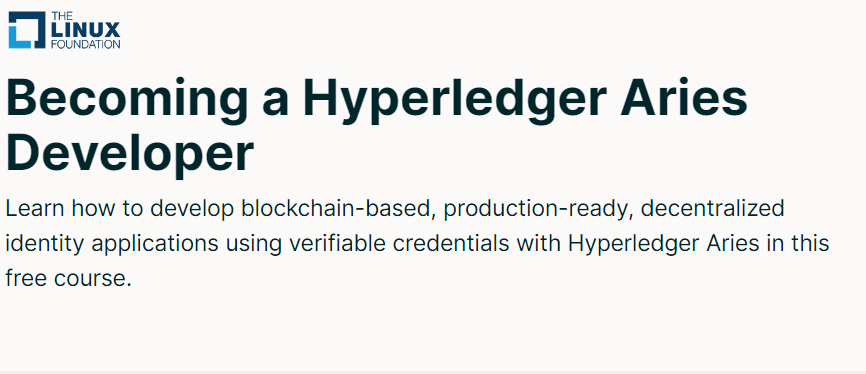 THE
LINUX
FOUNDATION
Becoming a Hyperledger Aries
Developer
Learn how to develop blockchain-based, production-ready, decentralized
identity applications using verifiable credentials with Hyperledger Aries in this
free course.